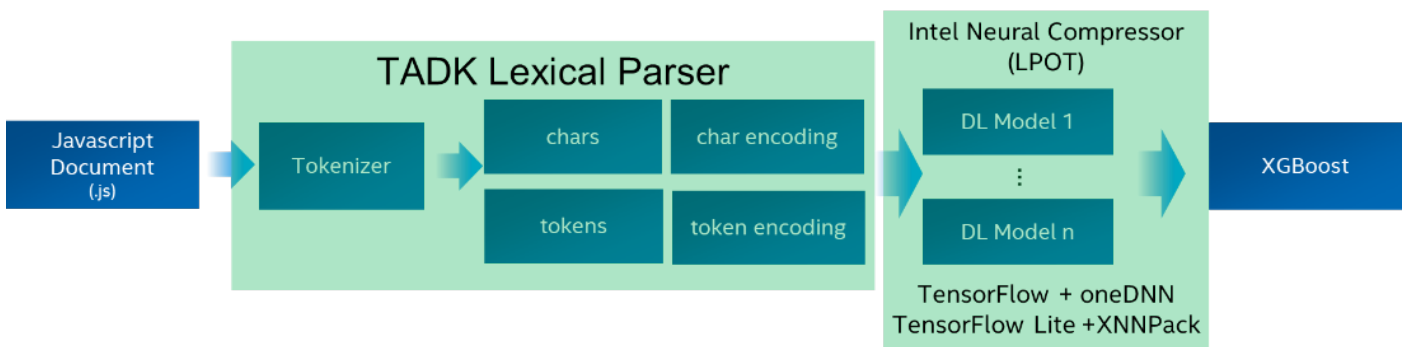 Javascript
Document
(.js)
TADK Lexical Parser
Tokenizer
chars
char encoding
tokens
token encoding
Intel Neural Compressor
(LPOT)
DL Model 1
⋮
DL Model n
TensorFlow + oneDNN
TensorFlow Lite +XNNPack
XGBoost